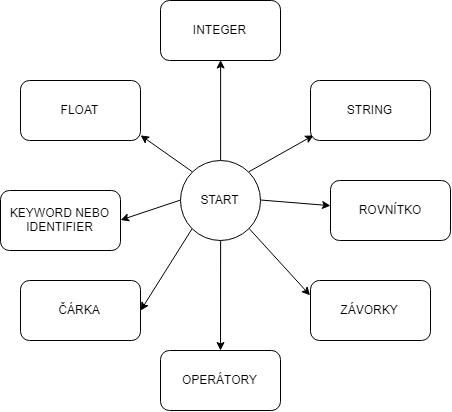 INTEGER
FLOAT
STRING
START
KEYWORD NEBO
IDENTIFIER
ROVNÍTKO
ČÁRKA
ZÁVORKY
OPERÁTORY